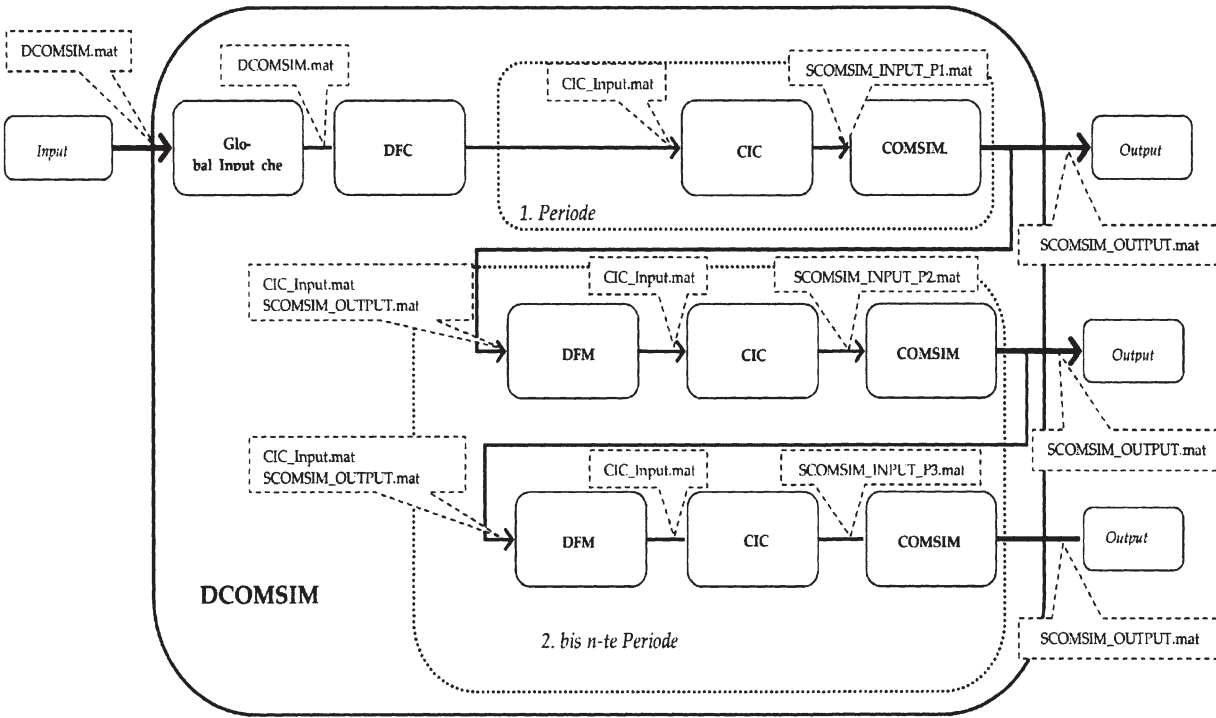 DCOMSIM.mat
DCOMSIM.mat
CIC_Input.mat
SCOMSIM_INPUT_P1.mat
Input
Glo-
bal Input che
DFC
CIC
COMSIM.
Output
1. Periode
SCOMSIM_OUTPUT.mat
CIC_Input.mat
SCOMSIM_OUTPUT.mat
CIC_Input.mat
SCOMSIM_INPUT_P2.mat
DFM
CIC
COMSIM
Output
SCOMSIM_OUTPUT.mat
CIC_Input.mat
SCOMSIM_OUTPUT.mat
CIC_Input.mat
SCOMSIM_INPUT_P3.mat
DFM
CIC
COMSIM
Output
DCOMSIM
2. bis n-te Periode
SCOMSIM_OUTPUT.mat